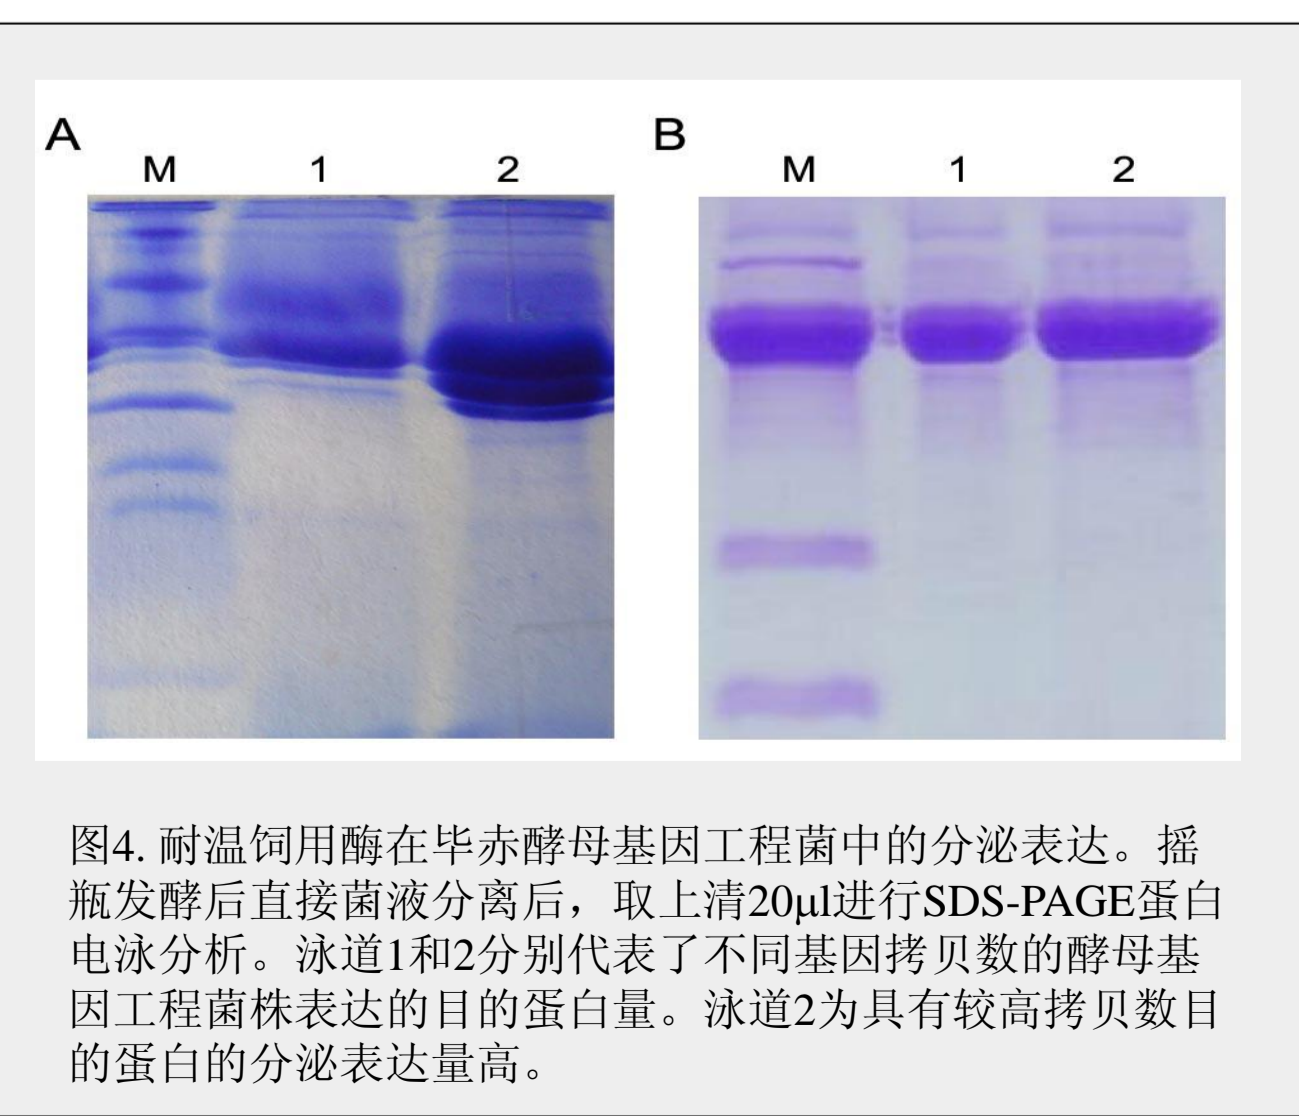 A
B
M 1 2
M 1 2
图4. 耐温饲用酶在毕赤酵母基因工程菌中的分泌表达。摇
瓶发酵后直接菌液分离后，取上清20μl进行SDS-PAGE蛋白
电泳分析。泳道1和2分别代表了不同基因拷贝数的酵母基
因工程菌株表达的目的蛋白量。泳道2为具有较高拷贝数目
的蛋白的分泌表达量高。